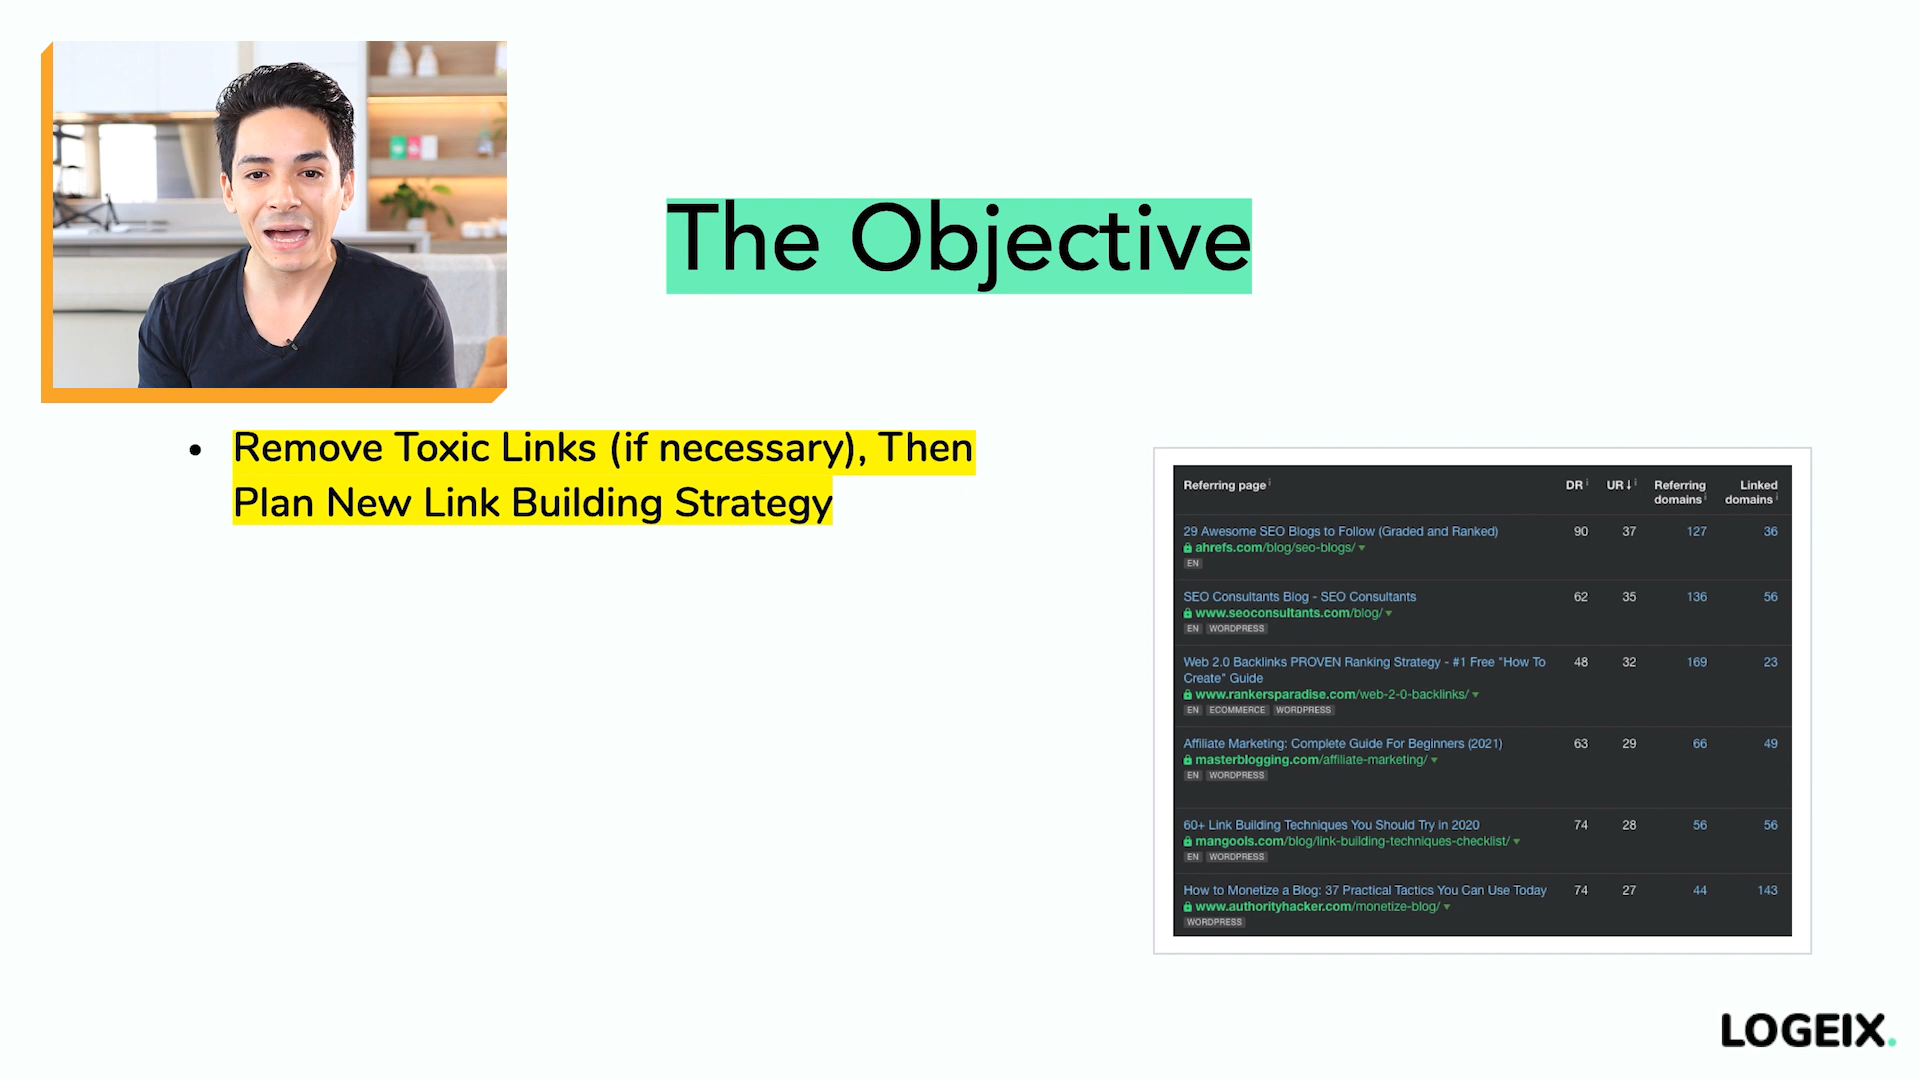 The Objective
• Remove Toxic Links (if necessary), Then
Plan New Link Building Strategy
Referring page DR UR↓ Referring domains Linked domains
29 Awesome SEO Blogs to Follow (Graded and Ranked) 90 37 127 36
ahrefs.com/blog/seo-blogs/
EN
SEO Consultants Blog - SEO Consultants 62 35 136 56
www.seoconsultants.com/blog/
EN WORDPRESS
Web 2.0 Backlinks PROVEN Ranking Strategy - #1 Free "How To 48 32 169 23
Create" Guide
www.rankersparadise.com/web-2-0-backlinks/
EN ECOMMERCE WORDPRESS
Affiliate Marketing: Complete Guide For Beginners (2021) 63 29 66 49
masterblogging.com/affiliate-marketing/
EN WORDPRESS
60+ Link Building Techniques You Should Try in 2020 74 28 56 56
mangools.com/blog/link-building-techniques-checklist/
EN WORDPRESS
How to Monetize a Blog: 37 Practical Tactics You Can Use Today 74 27 44 143
www.authorityhacker.com/monetize-blog/
WORDPRESS
LOGEIX.